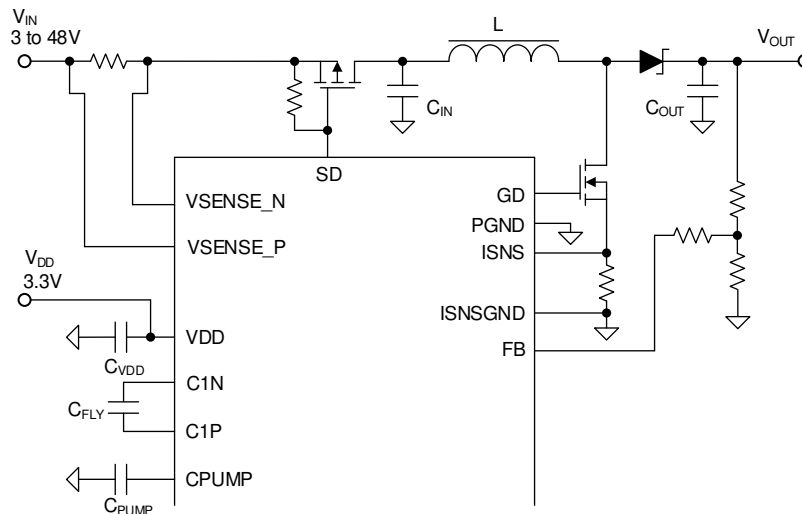 VIN
3 to 48V
L
VOUT
CIN
COUT
SD
VSENSE_N
GD
PGND
VSENSE_P
ISNS
VDD
3.3V
ISNSGND
VDD
FB
CVDD
C1N
CFLY
C1P
CPUMP
CPUMP